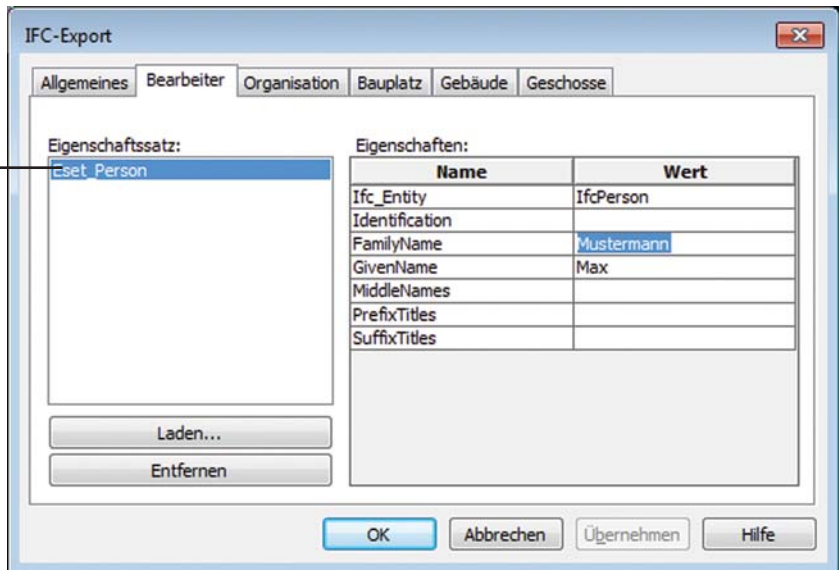 IFC-Export
Allgemeines Bearbeiter Organisation Bauplatz Gebäude Geschosse
Eigenschaftssatz:
Eset_Person
Laden...
Entfernen
Eigenschaften:
Name Wert
Ifc_Entity IfcPerson
Identification
FamilyName Mustermann
GivenName Max
MiddleNames
PrefixTitles
SuffixTitles
OK Abbrechen Übernehmen Hilfe